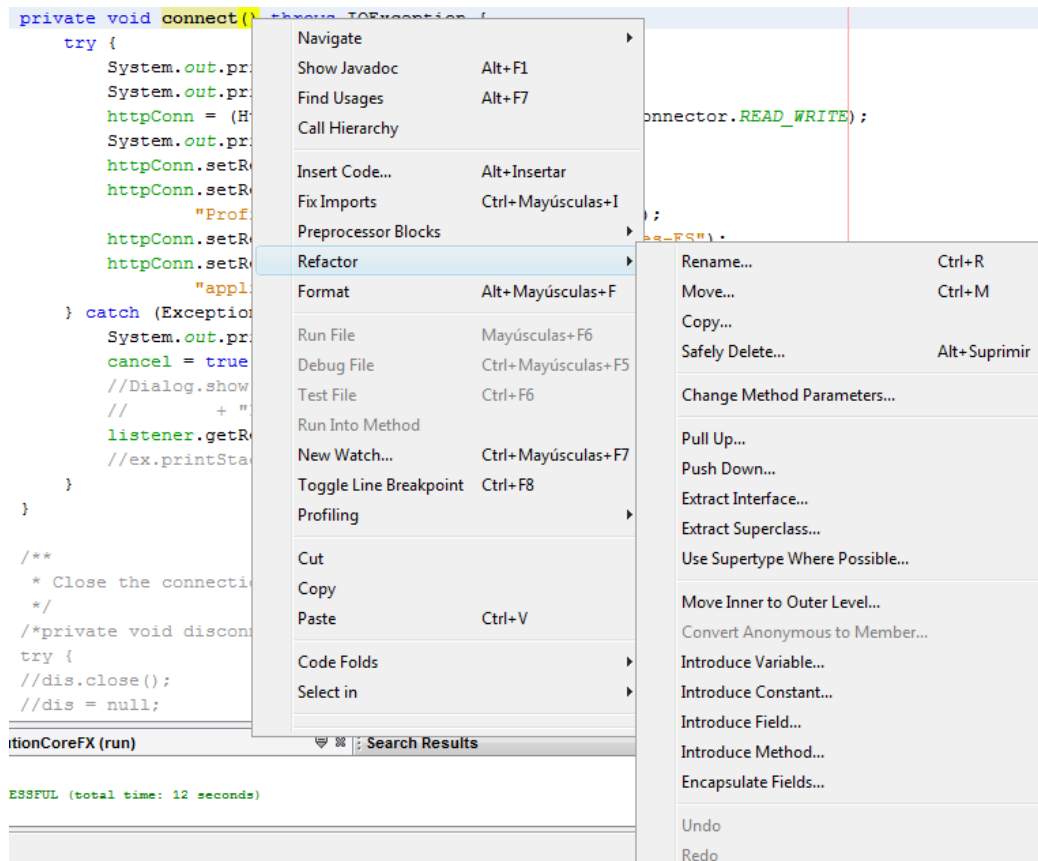 private void connect() throws IOException {
try {
System.out.pr
System.out.pr
httpConn = (H
onnector.READ_WRITE);
System.out.pr
httpConn.setR
httpConn.setR
"Prof
);
httpConn.setR
es-ES");
httpConn.setR
"appl
} catch (Exception
System.out.pr
cancel = true
//Dialog.show
// + "
listener.getR
//ex.printSta
}
}
/**
* Close the connecti
*/
/*private void discon
try {
//dis.close();
//dis = null;
Navigate
Show Javadoc Alt+F1
Find Usages Alt+F7
Call Hierarchy
Insert Code... Alt+Insertar
Fix Imports Ctrl+Mayúsculas+I
Preprocessor Blocks
Refactor
Format Alt+Mayúsculas+F
Run File Mayúsculas+F6
Debug File Ctrl+Mayúsculas+F5
Test File Ctrl+F6
Run Into Method
New Watch... Ctrl+Mayúsculas+F7
Toggle Line Breakpoint Ctrl+F8
Profiling
Cut
Copy
Paste Ctrl+V
Code Folds
Select in
Rename... Ctrl+R
Move... Ctrl+M
Copy...
Safely Delete... Alt+Suprimir
Change Method Parameters...
Pull Up...
Push Down...
Extract Interface...
Extract Superclass...
Use Supertype Where Possible...
Move Inner to Outer Level...
Convert Anonymous to Member...
Introduce Variable...
Introduce Constant...
Introduce Field...
Introduce Method...
Encapsulate Fields...
Undo
Redo
utionCoreFX (run)
Search Results
ESSFUL (total time: 12 seconds)